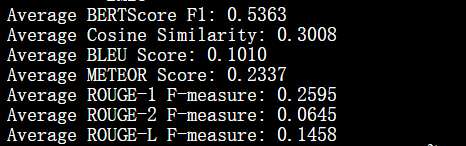 Average BERTScore F1: 0.5363
Average Cosine Similarity: 0.3008
Average BLEU Score: 0.1010
Average METEOR Score: 0.2337
Average ROUGE-1 F-measure: 0.2595
Average ROUGE-2 F-measure: 0.0645
Average ROUGE-L F-measure: 0.1458